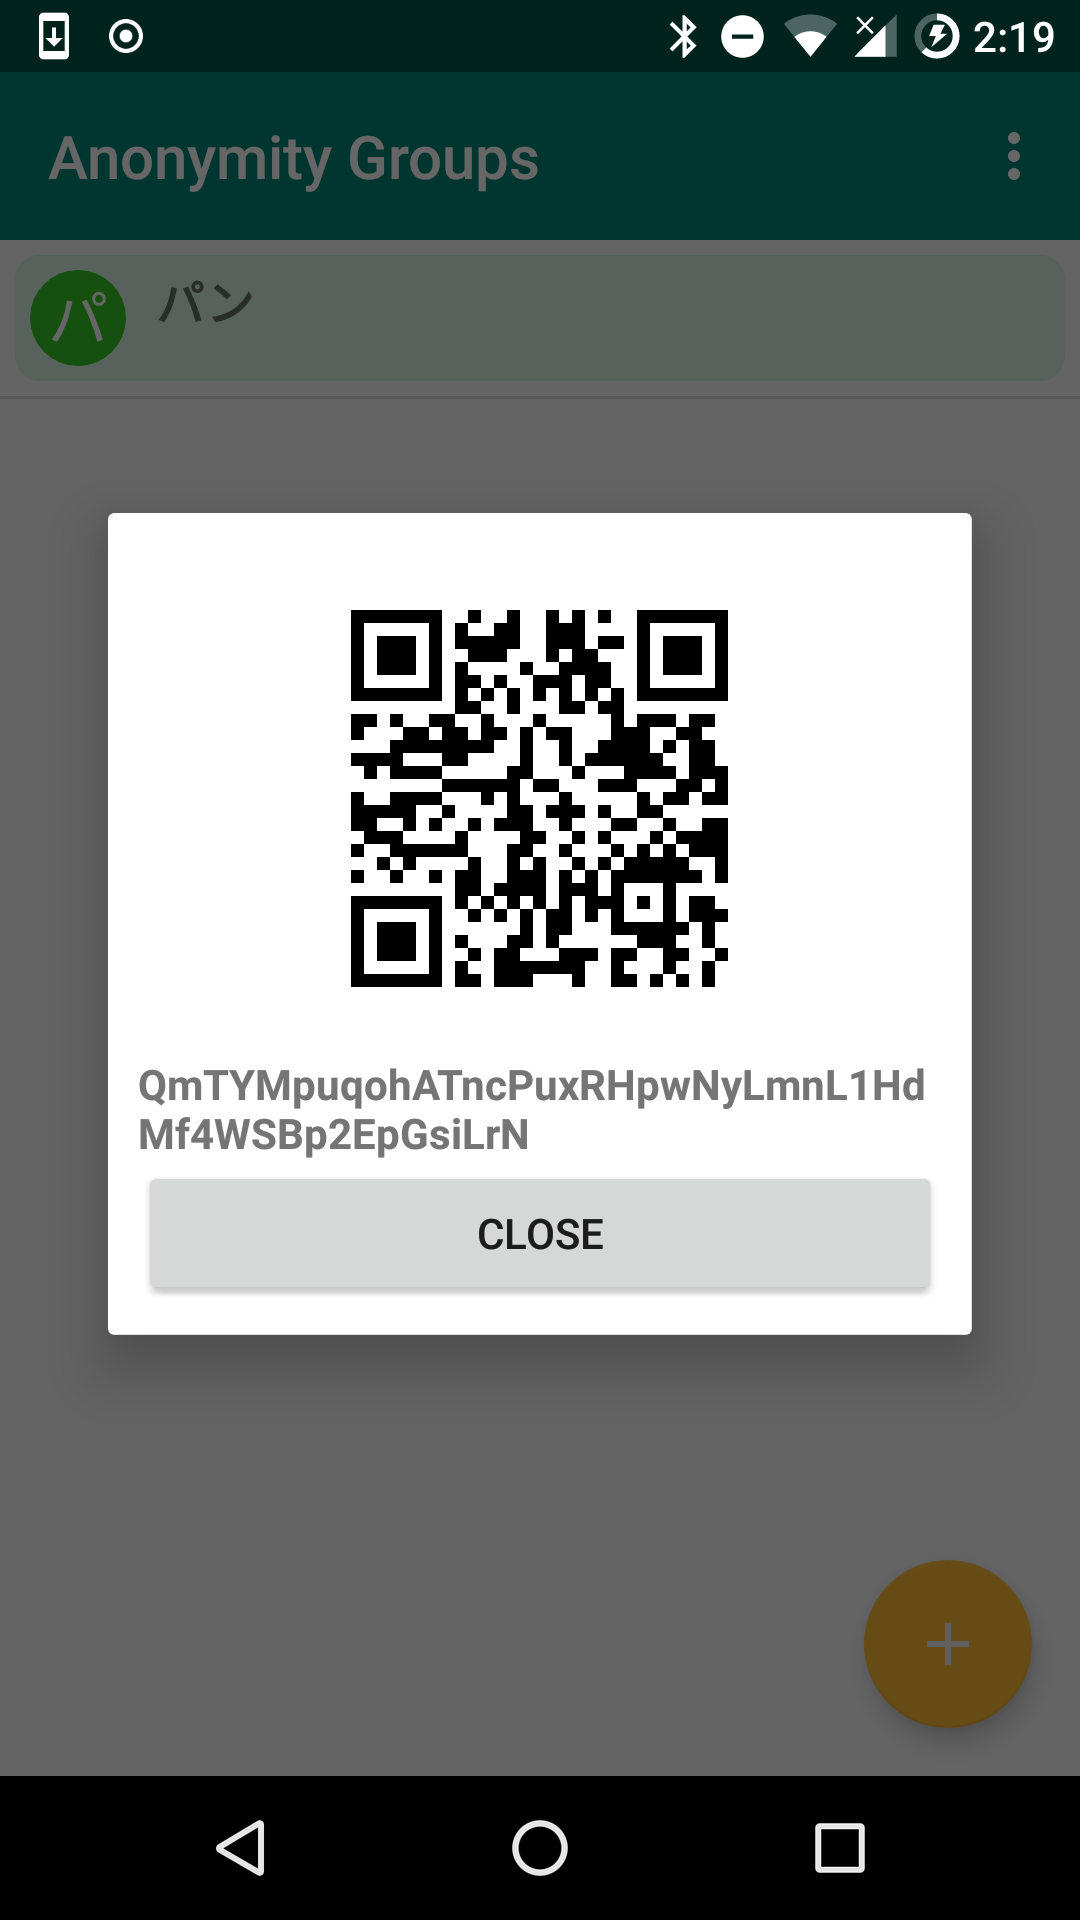 2:19
Anonymity Groups
パ パン
QmTYMpuqohATncPuxRHpwNyLmnL1Hd
Mf4WSBp2EpGsiLrN
CLOSE